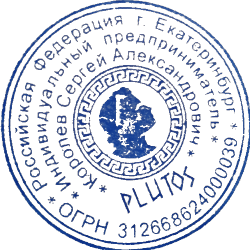 * Российская Федерация г. Екатеринбург *
* Индивидуальный предприниматель *
* Королев Сергей Александрович *
PLUTOS
ОГРН 312668624000039